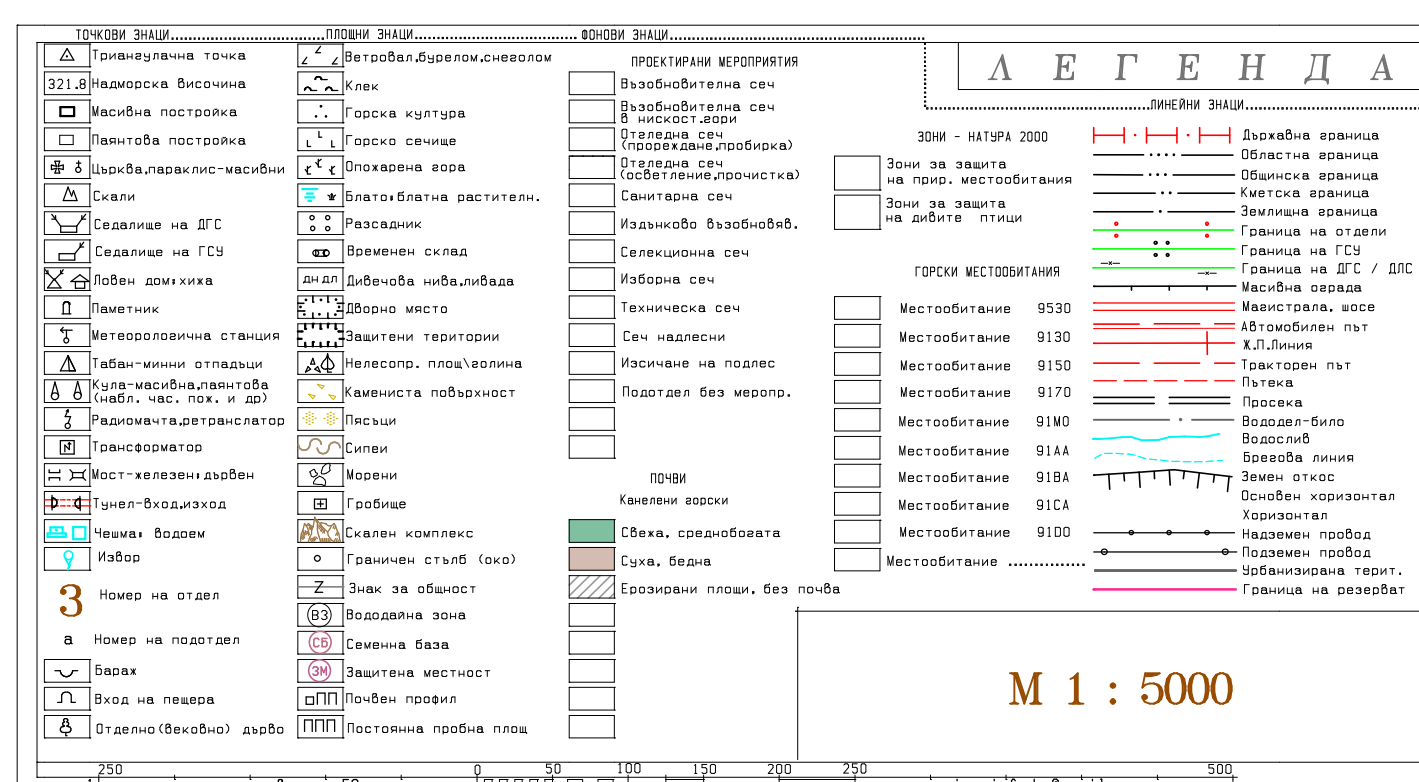 ТОЧКОВИ ЗНАЦИ
Триангулачна точка
321.8 Надморска височина
Масивна постройка
Паянтова постройка
Църква,параклис-масивни
Скали
Седалище на ДГС
Седалище на ГСУ
Ловен дом;хижа
Паметник
Метеорологична станция
Табан-минни отпадъци
Кула-масивна,паянтова
(набл. час. пож. и др)
Радиомачта,ретранслатор
Трансформатор
Мост-железен;дървен
Тунел-вход,изход
Чешма; водоем
Извор
3 Номер на отдел
а Номер на подотдел
Бараж
Вход на пещера
Отделно(вековно) дърво
ПЛОЩНИ ЗНАЦИ
Ветровал,бурелом,снеголом
Клек
Горска култура
Горско сечище
Опожарена гора
Блато;блатна растителн.
Разсадник
Временен склад
ДН ДЛ Дивечова нива,ливада
Дворно място
Защитени територии
Нелесопр. площ\голина
Камениста повърхност
Пясъци
Сипеи
Морени
Гробище
Скален комплекс
Граничен стълб (око)
Z Знак за общност
ВЗ Вододайна зона
СБ Семенна база
ЗМ Защитена местност
ПП Почвен профил
ППП Постоянна пробна площ
ФОНОВИ ЗНАЦИ
ПРОЕКТИРАНИ МЕРОПРИЯТИЯ
Възобновителна сеч
Възобновителна сеч
в нискост.гори
Отгледна сеч
(прореждане,пробирка)
Отгледна сеч
(осветление,прочистка)
Санитарна сеч
Издънково възобновяв.
Селекционна сеч
Изборна сеч
Техническа сеч
Сеч надлесни
Изсичане на подлес
Подотдел без меропр.
ПОЧВИ
Канелени горски
Свежа, среднобогата
Суха, бедна
Ерозирани площи, без почва
ЛЕГЕНДА
ЗОНИ - НАТУРА 2000
Зони за защита
на прир. местообитания
Зони за защита
на дивите птици
ГОРСКИ МЕСТООБИТАНИЯ
Местообитание 9530
Местообитание 9130
Местообитание 9150
Местообитание 9170
Местообитание 91M0
Местообитание 91AA
Местообитание 91BA
Местообитание 91CA
Местообитание 91D0
Местообитание ..............
ЛИНЕЙНИ ЗНАЦИ
Държавна граница
Областна граница
Общинска граница
Кметска граница
Землищна граница
Граница на отдели
Граница на ГСУ
Граница на ДГС / ДЛС
Масивна ограда
Магистрала, шосе
Автомобилен път
Ж.П.Линия
Тракторен път
Пътека
Просека
Вододел-било
Водослив
Брегова линия
Земен откос
Основен хоризонтал
Хоризонтал
Надземен провод
Подземен провод
Урбанизирана терит.
Граница на резерват
М 1 : 5000
250 0 50 100 150 200 250 500